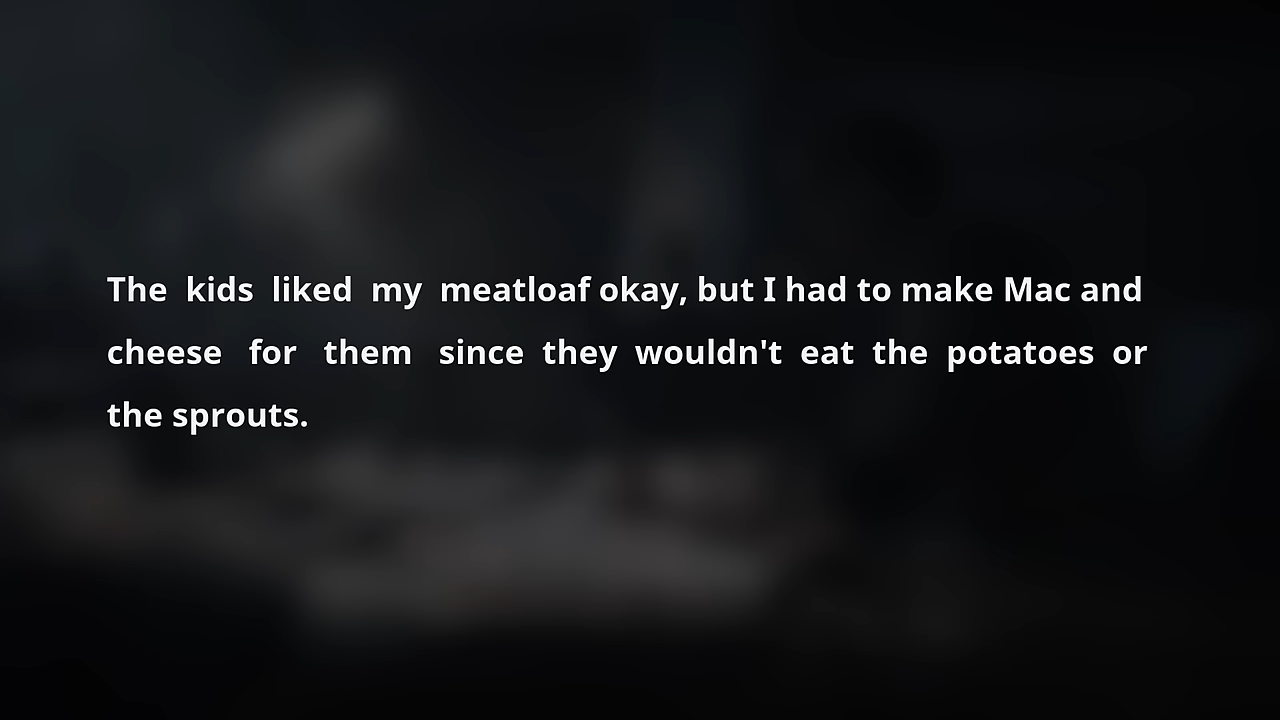 The kids liked my meatloaf okay, but I had to make Mac and
cheese for them since they wouldn't eat the potatoes or
the sprouts.